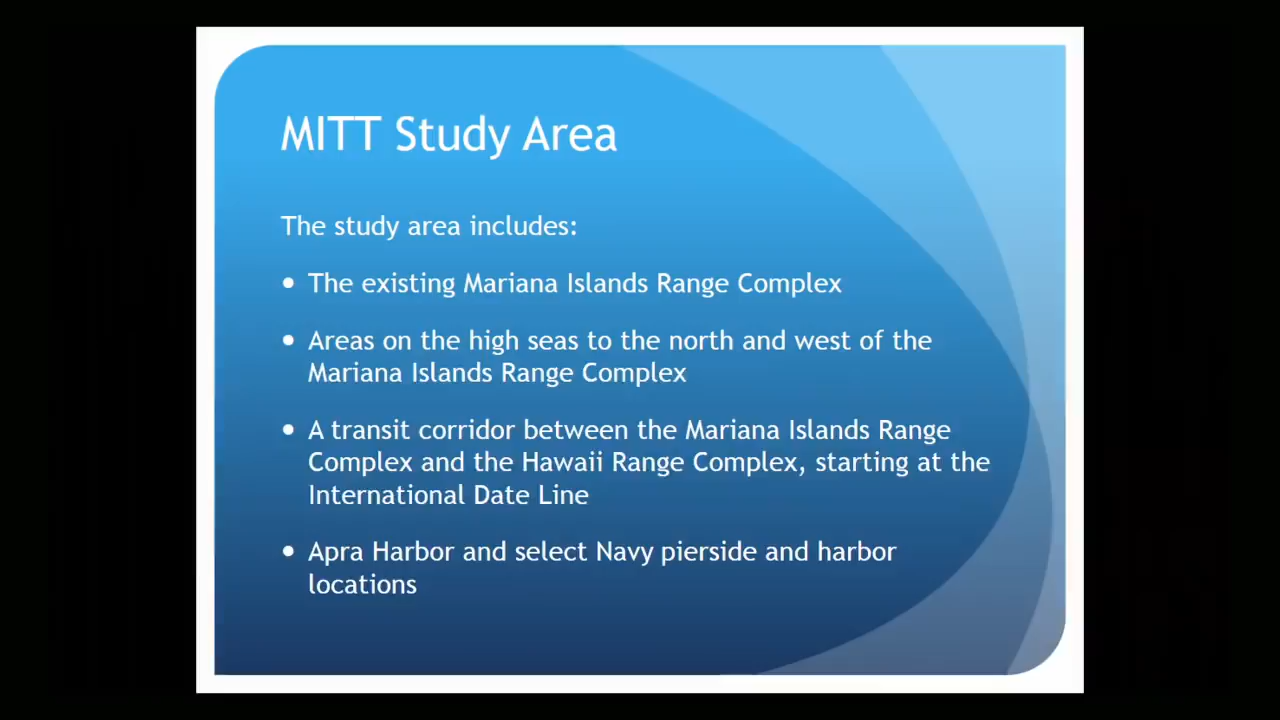 MITT Study Area
The study area includes:
• The existing Mariana Islands Range Complex
• Areas on the high seas to the north and west of the
Mariana Islands Range Complex
• A transit corridor between the Mariana Islands Range
Complex and the Hawaii Range Complex, starting at the
International Date Line
• Apra Harbor and select Navy pierside and harbor
locations